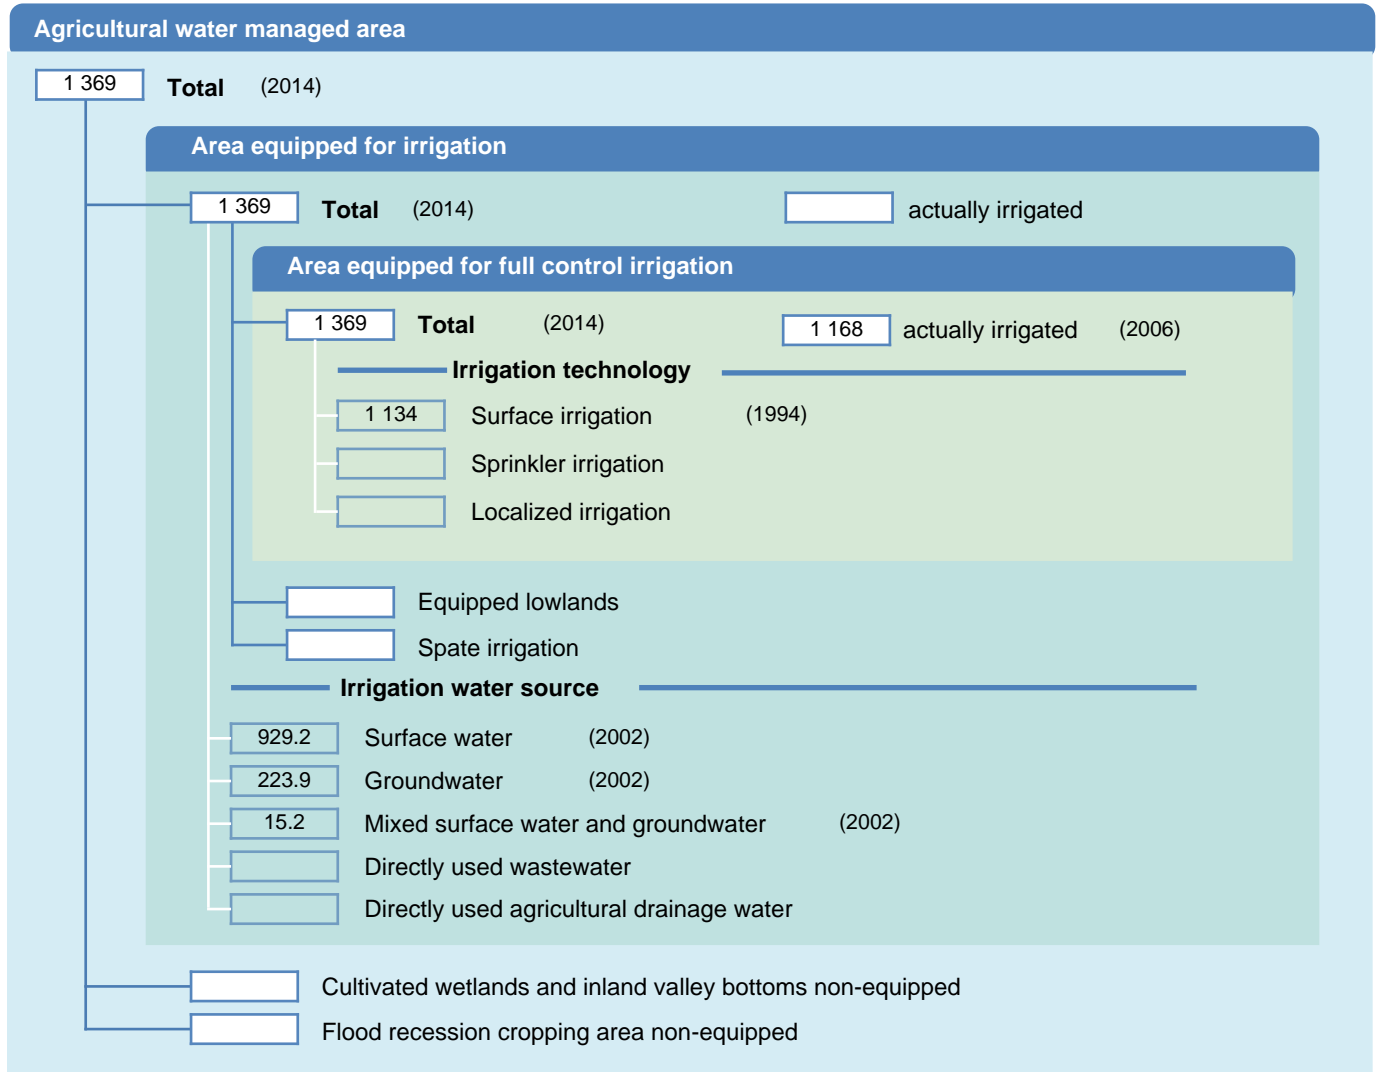 Agricultural water managed area
1 369 Total (2014)
Area equipped for irrigation
1 369 Total (2014) actually irrigated
Area equipped for full control irrigation
1 369 Total (2014) 1 168 actually irrigated (2006)
Irrigation technology
1 134 Surface irrigation (1994)
Sprinkler irrigation
Localized irrigation
Equipped lowlands
Spate irrigation
Irrigation water source
929.2 Surface water (2002)
223.9 Groundwater (2002)
15.2 Mixed surface water and groundwater (2002)
Directly used wastewater
Directly used agricultural drainage water
Cultivated wetlands and inland valley bottoms non-equipped
Flood recession cropping area non-equipped